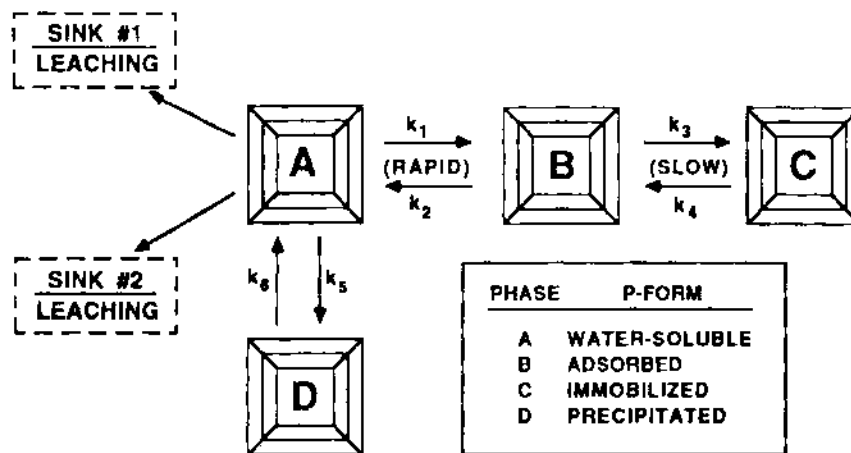 SINK #1
LEACHING
A
k1
(RAPID)
k2
B
k3
(SLOW)
k4
C
SINK #2
LEACHING
k6
k5
D
PHASE P-FORM
A WATER-SOLUBLE
B ADSORBED
C IMMOBILIZED
D PRECIPITATED